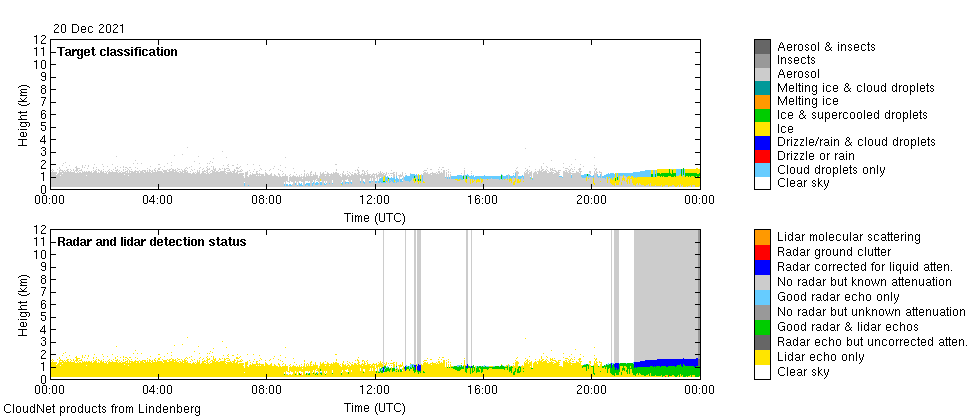 20 Dec 2021
Target classification
Height (km)
12
11
10
9
8
7
6
5
4
3
2
1
0
00:00 04:00 08:00 12:00 16:00 20:00 00:00
Time (UTC)
Aerosol & insects
Insects
Aerosol
Melting ice & cloud droplets
Melting ice
Ice & supercooled droplets
Ice
Drizzle/rain & cloud droplets
Drizzle or rain
Cloud droplets only
Clear sky
Radar and lidar detection status
Height (km)
12
11
10
9
8
7
6
5
4
3
2
1
0
00:00 04:00 08:00 12:00 16:00 20:00 00:00
Time (UTC)
Lidar molecular scattering
Radar ground clutter
Radar corrected for liquid atten.
No radar but known attenuation
Good radar echo only
No radar but unknown attenuation
Good radar & lidar echos
Radar echo but uncorrected atten.
Lidar echo only
Clear sky
CloudNet products from Lindenberg